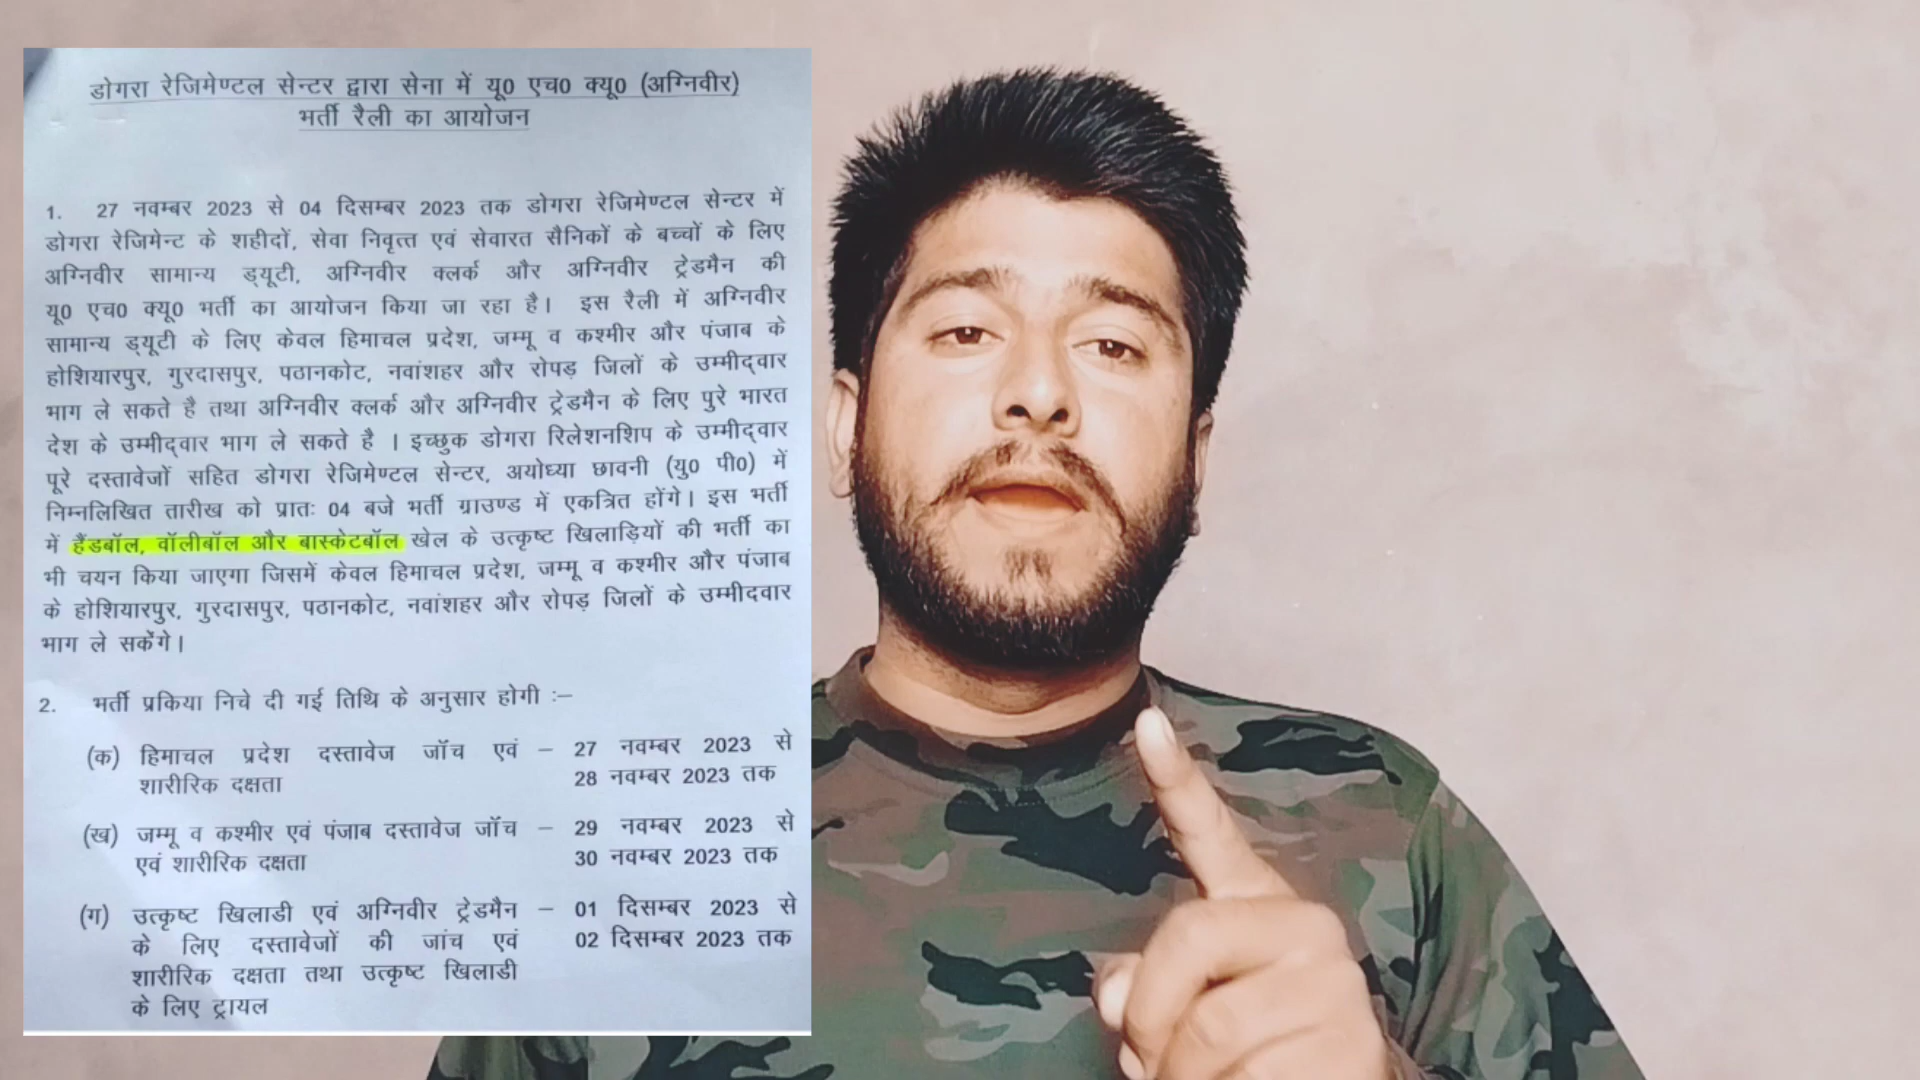 डोगरा रेजिमेण्टल सेन्टर द्वारा सेना में यू0 एच0 क्यू0 (अग्निवीर)
भर्ती रैली का आयोजन
1. 27 नवम्बर 2023 से 04 दिसम्बर 2023 तक डोगरा रेजिमेण्टल सेन्टर में
डोगरा रेजिमेन्ट के शहीदों, सेवा निवृत्त एवं सेवारत सैनिकों के बच्चों के लिए
अग्निवीर सामान्य ड्यूटी, अग्निवीर क्लर्क और अग्निवीर ट्रेडमैन की
यू0 एच0 क्यू0 भर्ती का आयोजन किया जा रहा है। इस रैली में अग्निवीर
सामान्य ड्यूटी के लिए केवल हिमाचल प्रदेश, जम्मू व कश्मीर और पंजाब के
होशियारपुर, गुरदासपुर, पठानकोट, नवांशहर और रोपड़ जिलों के उम्मीद्वार
भाग ले सकते है तथा अग्निवीर क्लर्क और अग्निवीर ट्रेडमैन के लिए पुरे भारत
देश के उम्मीद्वार भाग ले सकते है । इच्छुक डोगरा रिलेशनशिप के उम्मीद्वार
पूरे दस्तावेजों सहित डोगरा रेजिमेण्टल सेन्टर, अयोध्या छावनी (यु0 पी0) में
निम्नलिखित तारीख को प्रातः 04 बजे भर्ती ग्राउण्ड में एकत्रित होंगे। इस भर्ती
में हैंडबॉल, वॉलीबॉल और बास्केटबॉल खेल के उत्कृष्ट खिलाड़ियों की भर्ती का
भी चयन किया जाएगा जिसमें केवल हिमाचल प्रदेश, जम्मू व कश्मीर और पंजाब
के होशियारपुर, गुरदासपुर, पठानकोट, नवांशहर और रोपड़ जिलों के उम्मीदवार
भाग ले सकेंगे।
2. भर्ती प्रकिया निचे दी गई तिथि के अनुसार होगी :–
(क) हिमाचल प्रदेश दस्तावेज जॉच एवं – 27 नवम्बर 2023 से
शारीरिक दक्षता 28 नवम्बर 2023 तक
(ख) जम्मू व कश्मीर एवं पंजाब दस्तावेज जॉच – 29 नवम्बर 2023 से
एवं शारीरिक दक्षता 30 नवम्बर 2023 तक
(ग) उत्कृष्ट खिलाडी एवं अग्निवीर ट्रेडमैन – 01 दिसम्बर 2023 से
के लिए दस्तावेजों की जांच एवं 02 दिसम्बर 2023 तक
शारीरिक दक्षता तथा उत्कृष्ट खिलाडी
के लिए ट्रायल